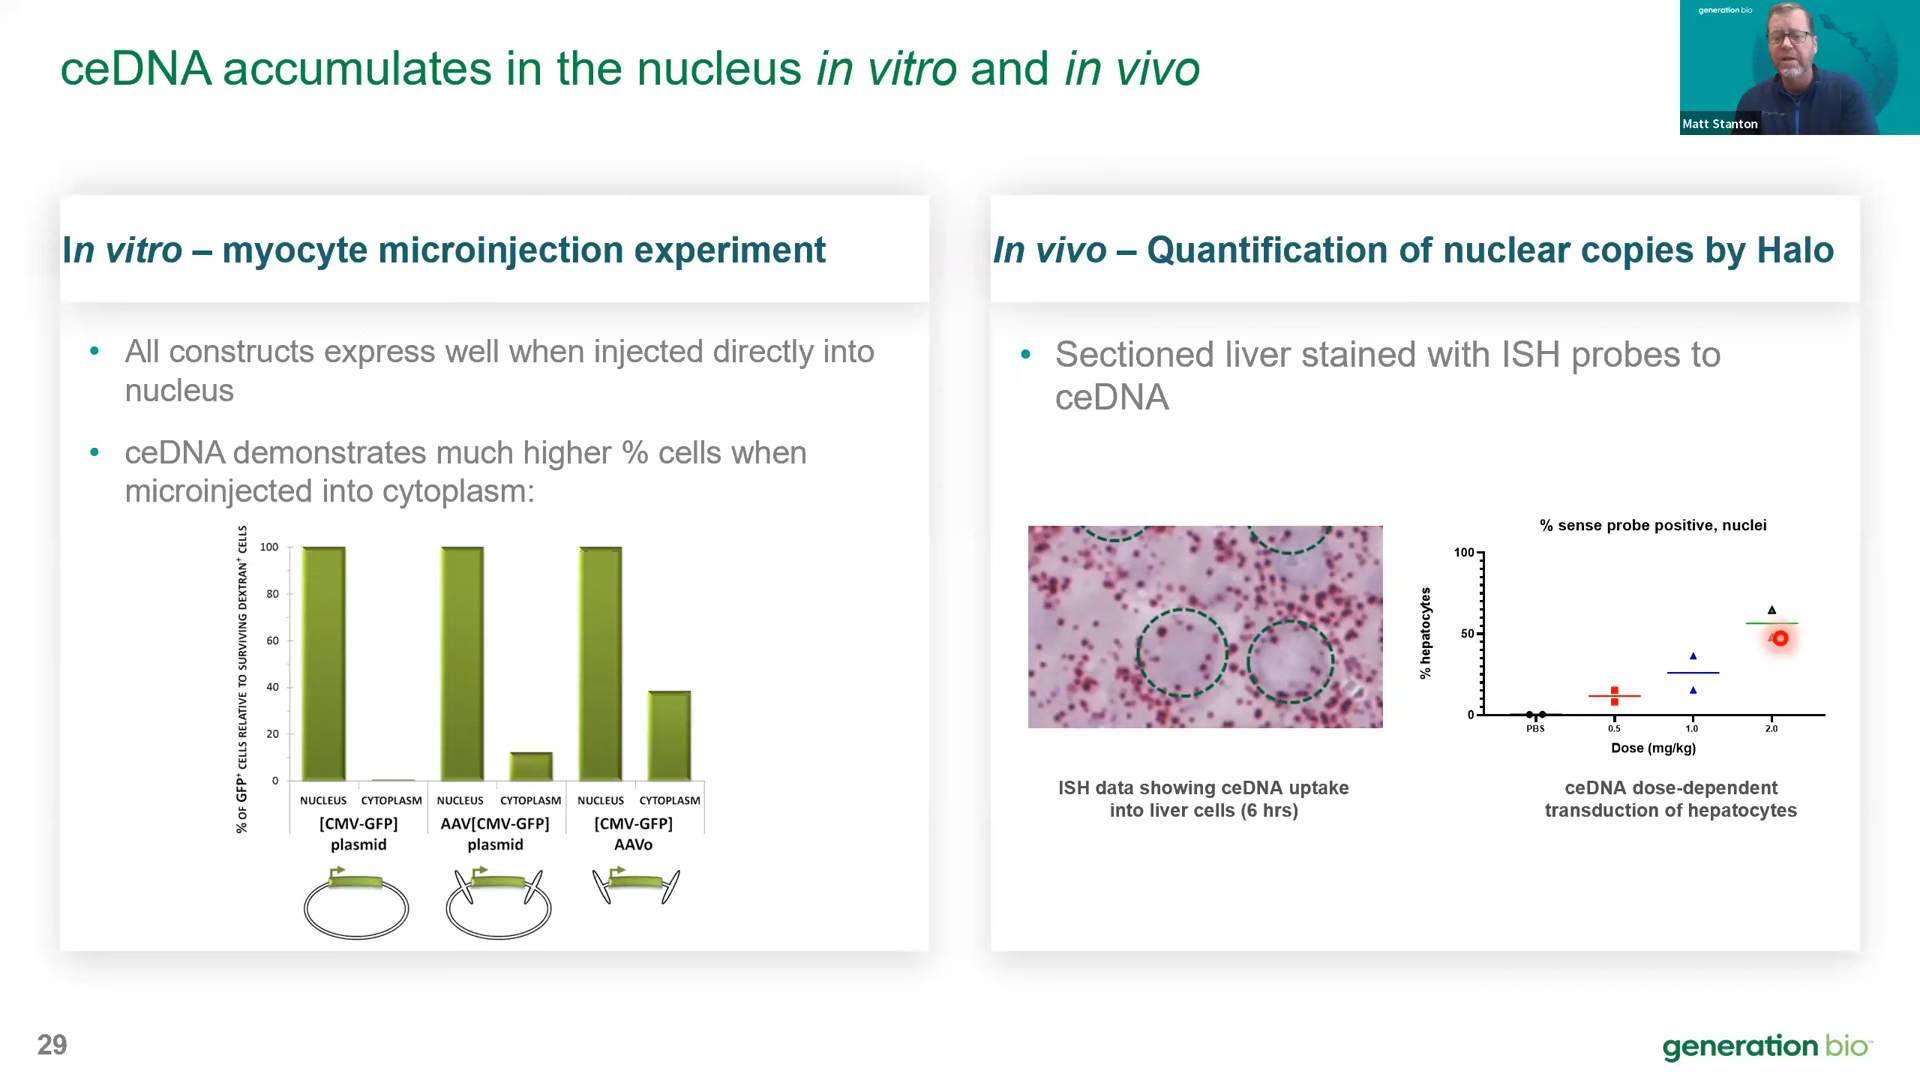 ceDNA accumulates in the nucleus in vitro and in vivo
generation bio
Matt Stanton
In vitro – myocyte microinjection experiment
• All constructs express well when injected directly into
nucleus
• ceDNA demonstrates much higher % cells when
microinjected into cytoplasm:
% OF GFP+ CELLS RELATIVE TO SURVIVING DEXTRAN+ CELLS
100
80
60
40
20
0
NUCLEUS CYTOPLASM NUCLEUS CYTOPLASM NUCLEUS CYTOPLASM
[CMV-GFP] AAV[CMV-GFP] [CMV-GFP]
plasmid plasmid AAVo
In vivo – Quantification of nuclear copies by Halo
• Sectioned liver stained with ISH probes to
ceDNA
ISH data showing ceDNA uptake
into liver cells (6 hrs)
% sense probe positive, nuclei
% hepatocytes
100
50
0
PBS 0.5 1.0 2.0
Dose (mg/kg)
ceDNA dose-dependent
transduction of hepatocytes
29
generation bio™